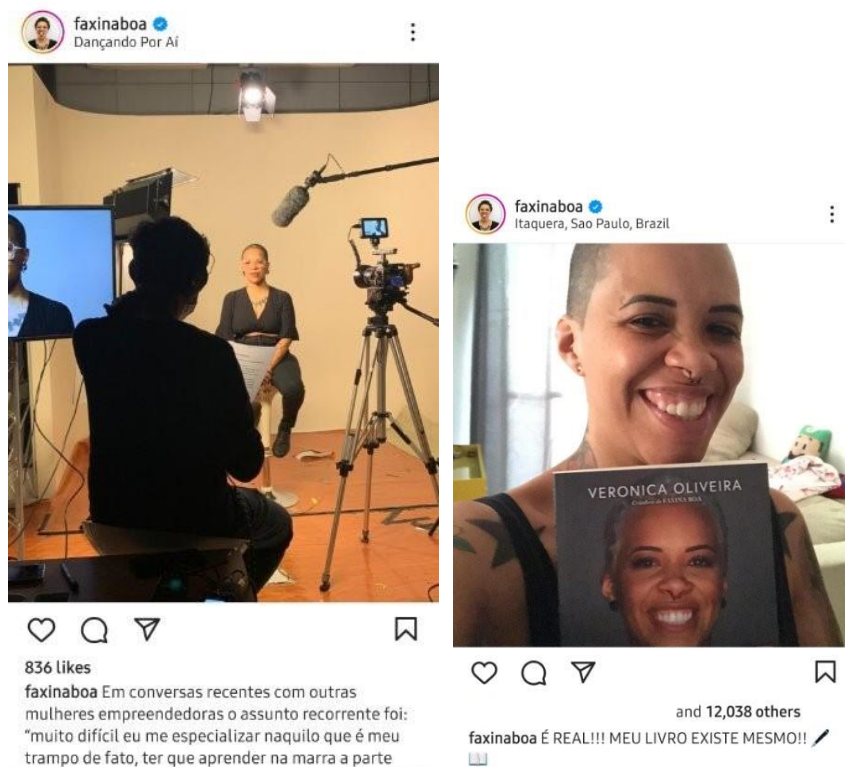 faxinaboa
Dançando Por Aí
836 likes
faxinaboa Em conversas recentes com outras
mulheres empreendedoras o assunto recorrente foi:
“muito difícil eu me especializar naquilo que é meu
trampo de fato, ter que aprender na marra a parte
faxinaboa
Itaquera, Sao Paulo, Brazil
VERONICA OLIVEIRA
Criadora do FAXINA BOA
and 12,038 others
faxinaboa É REAL!!! MEU LIVRO EXISTE MESMO!! 🖊️
📖